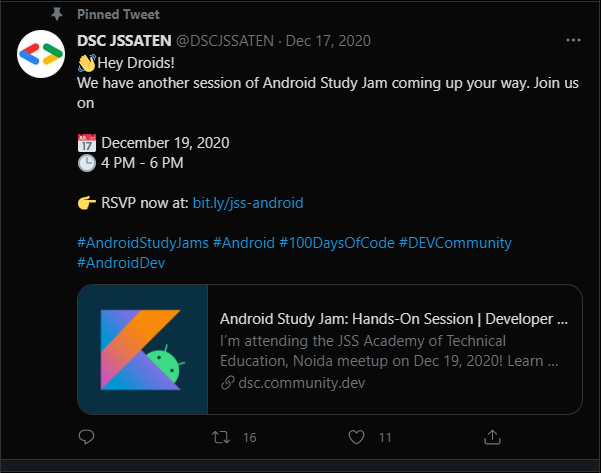 Pinned Tweet
DSC JSSATEN @DSCJSSATEN · Dec 17, 2020
👋Hey Droids!
We have another session of Android Study Jam coming up your way. Join us
on
📅 December 19, 2020
🕒 4 PM - 6 PM
👉 RSVP now at: bit.ly/jss-android
#AndroidStudyJams #Android #100DaysOfCode #DEVCommunity
#AndroidDev
Android Study Jam: Hands-On Session | Developer ...
I'm attending the JSS Academy of Technical
Education, Noida meetup on Dec 19, 2020! Learn ...
dsc.community.dev
16 11